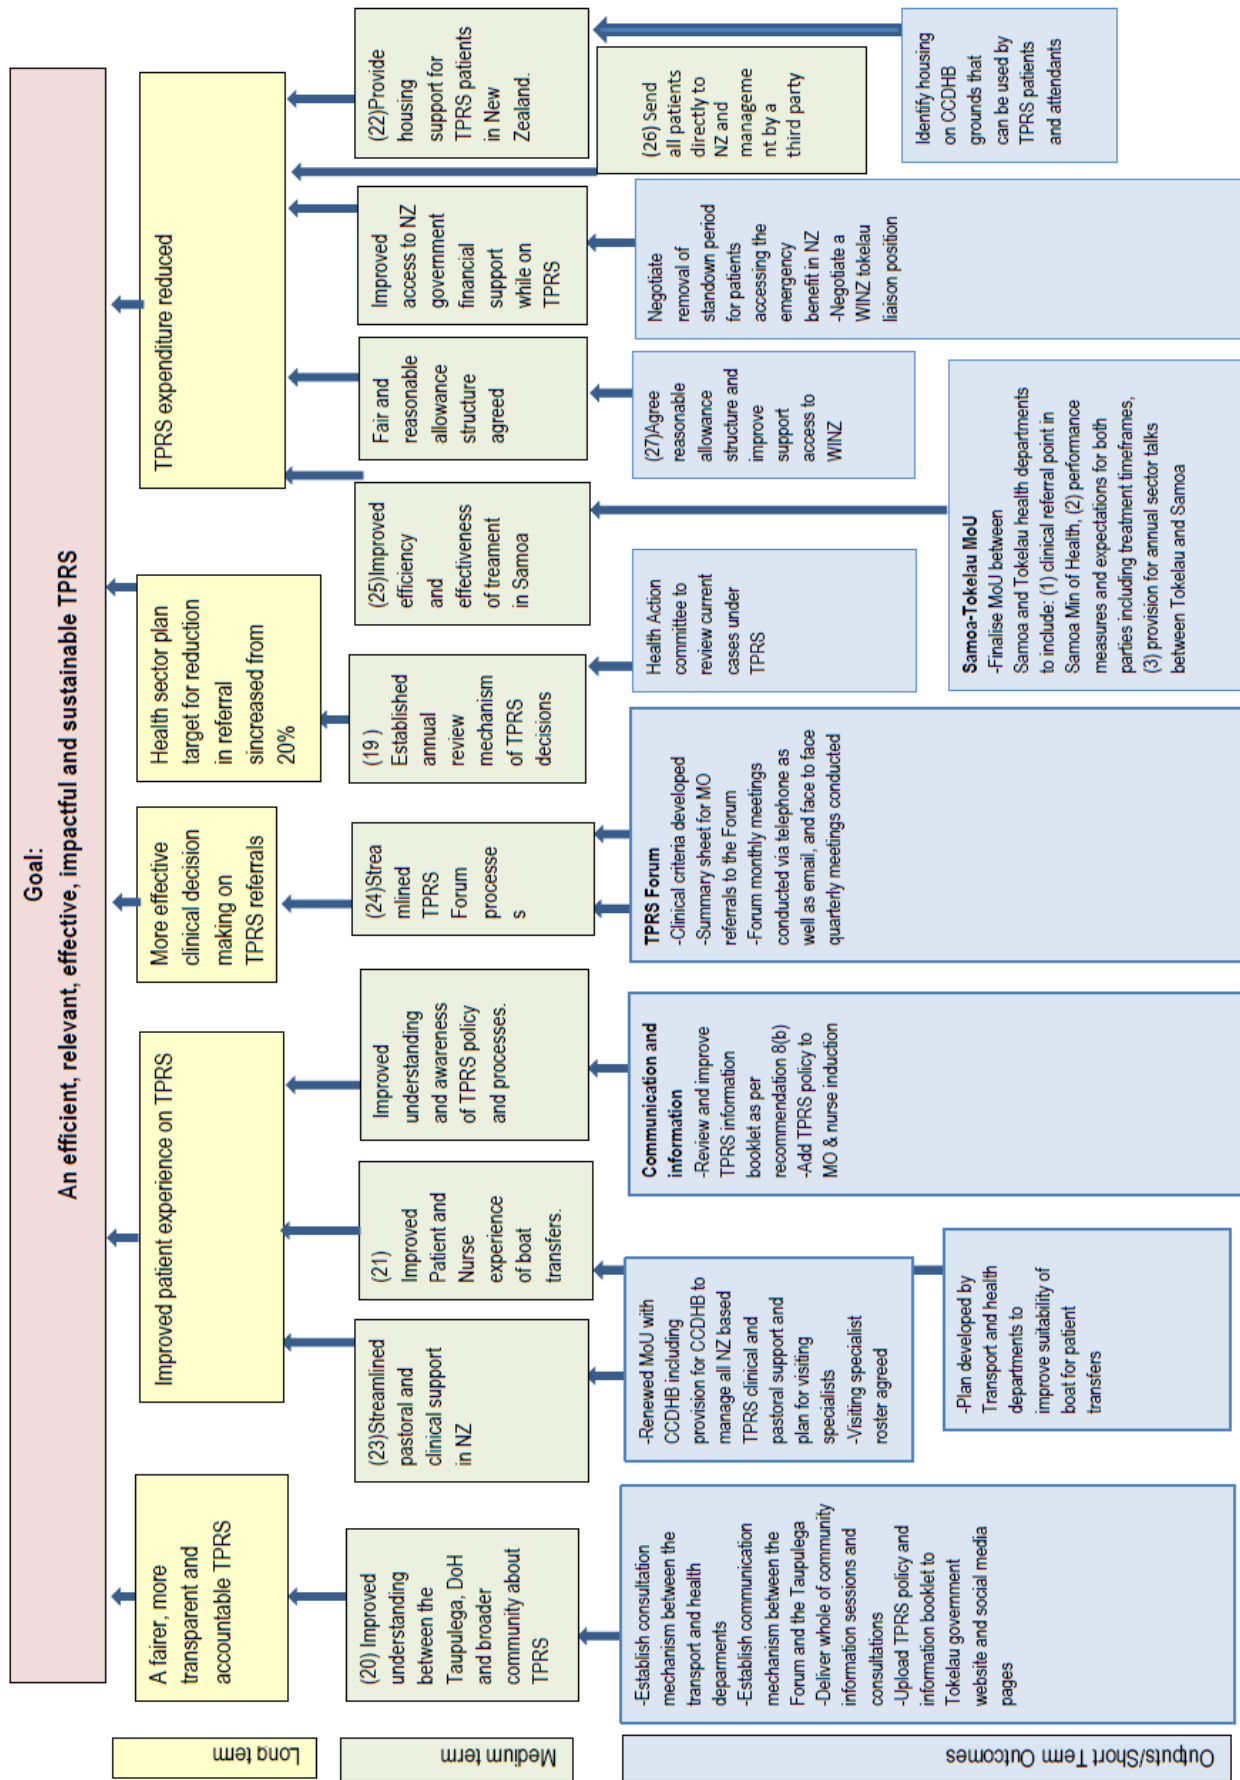 Goal:
An efficient, relevant, effective, impactful and sustainable TPRS
Long term
A fairer, more
transparent and
accountable TPRS
Improved patient experience on TPRS
More effective
clinical decision
making on
TPRS referrals
Health sector plan
target for reduction
in referral
sincreased from
20%
TPRS expenditure reduced
Medium term
(20) Improved
understanding
between the
Taupulega, DoH
and broader
community about
TPRS
(23)Streamlined
pastoral and
clinical support
in NZ
(21)
Improved
Patient and
Nurse
experience
of boat
transfers.
Improved
understanding
and awareness
of TPRS policy
and processes.
(24)Strea
mlined
TPRS
Forum
processe
s
(19 )
Established
annual
review
mechanism
of TPRS
decisions
(25)Improved
efficiency
and
effectiveness
of treament
in Samoa
Fair and
reasonable
allowance
structure
agreed
Improved
access to NZ
government
financial
support
while on
TPRS
(26) Send
all patients
directly to
NZ and
manageme
nt by a
third party
(22)Provide
housing
support for
TPRS patients
in New
Zealand.
Outputs/Short Term Outcomes
-Establish consultation
mechanism between the
transport and health
deparments
-Establish communication
mechanism between the
Forum and the Taupulega
-Deliver whole of community
information sessions and
consultations
-Upload TPRS policy and
information booklet to
Tokelau government
website and social media
pages
-Renewed MoU with
CCDHB including
provision for CCDHB to
manage all NZ based
TPRS clinical and
pastoral support and
plan for visiting
specialists
-Visiting specialist
roster agreed
-Plan developed by
Transport and health
departments to
improve suitability of
boat for patient
transfers
Communication and
information
-Review and improve
TPRS information
booklet as per
recommendation 8(b)
-Add TPRS policy to
MO & nurse induction
TPRS Forum
-Clinical criteria developed
-Summary sheet for MO
referrals to the Forum
-Forum monthly meetings
conducted via telephone as
well as email, and face to face
quarterly meetings conducted
Health Action
committee to
review current
cases under
TPRS
Samoa-Tokelau MoU
-Finalise MoU between
Samoa and Tokelau health departments
to include: (1) clinical referral point in
Samoa Min of Health, (2) performance
measures and expectations for both
parties including treatment timeframes,
(3) provision for annual sector talks
between Tokelau and Samoa
(27)Agree
reasonable
allowance
structure and
improve
support
access to
WINZ
Negotiate
removal of
standown period
for patients
accessing the
emergency
benefit in NZ
-Negotiate a
WINZ tokelau
liaison position
Identify housing
on CCDHB
grounds that
can be used by
TPRS patients
and attendants